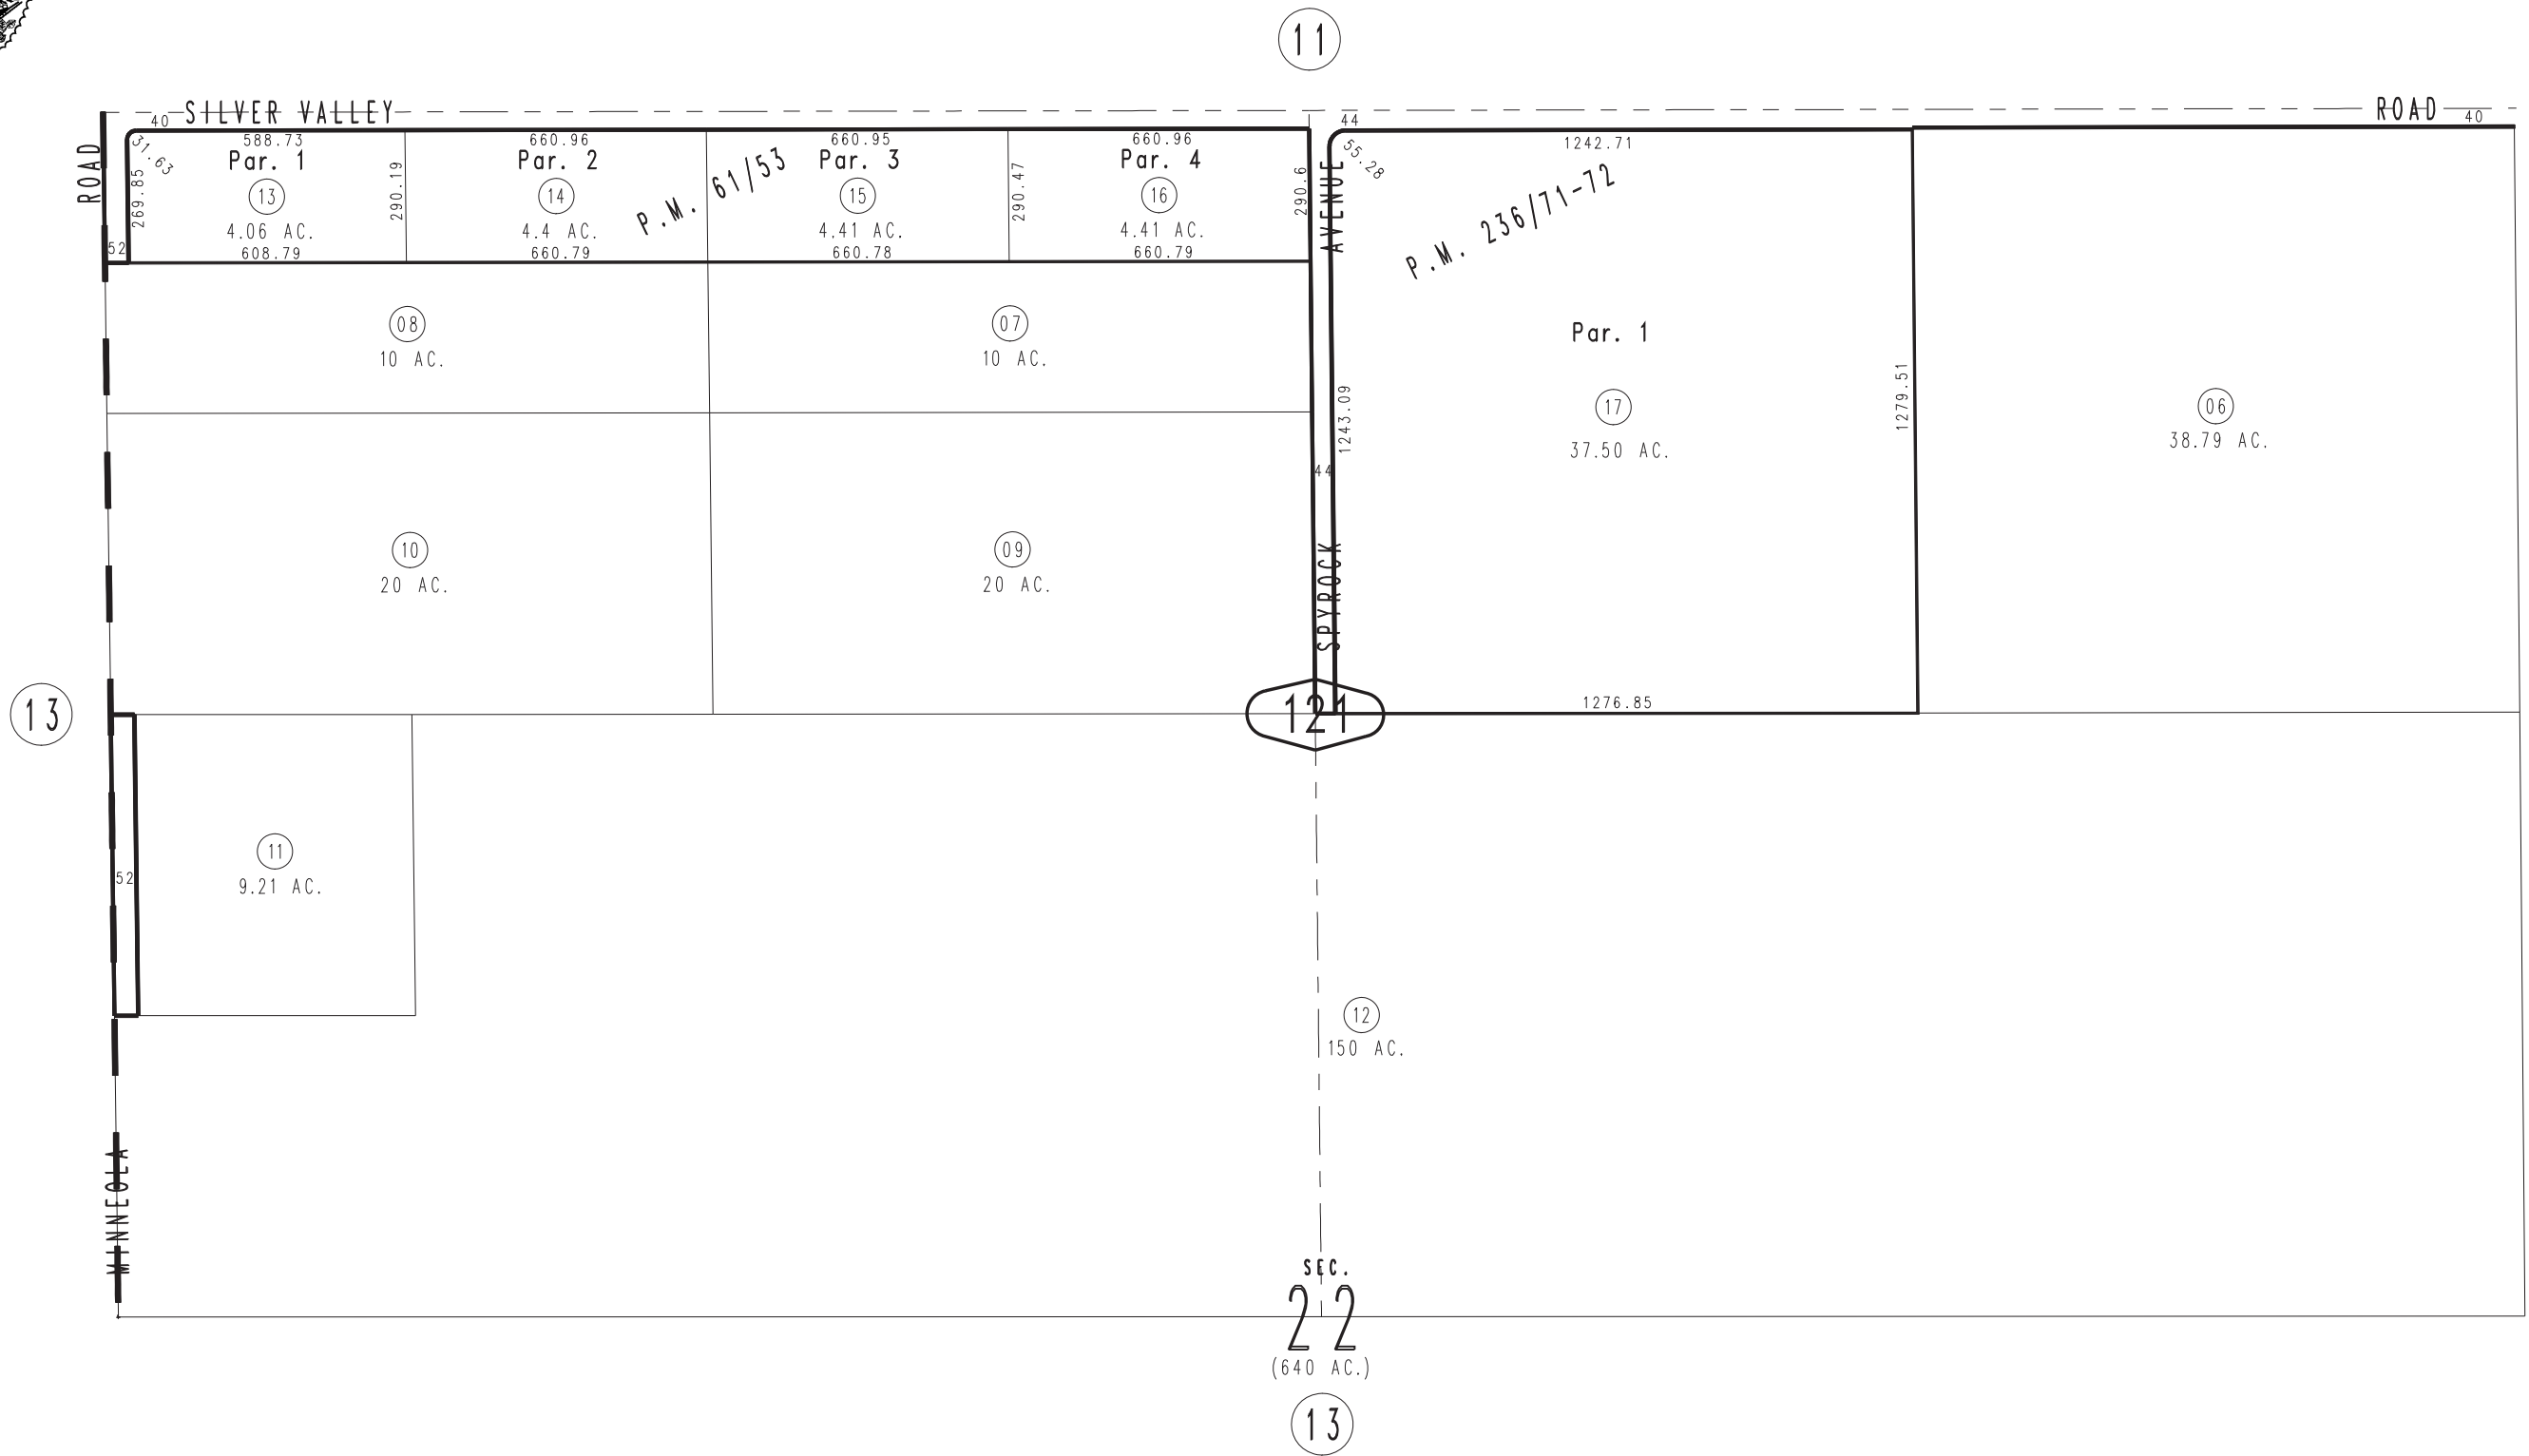 11
SILVER VALLEY
ROAD
40
44
40
ROAD
31.63
588.73
Par. 1
13
4.06 AC.
608.79
269.85
52
290.19
660.96
Par. 2
14
4.4 AC.
660.79
P.M. 61/53
660.95
Par. 3
15
4.41 AC.
660.78
290.47
660.96
Par. 4
16
4.41 AC.
660.79
290.6
AVENUE
55.28
1242.71
P.M. 236/71-72
Par. 1
17
37.50 AC.
1243.09
1279.51
44
SPYROCK
1276.85
06
38.79 AC.
08
10 AC.
07
10 AC.
10
20 AC.
09
20 AC.
13
121
11
9.21 AC.
52
12
150 AC.
MINNEOLA
SEC.
22
(640 AC.)
13